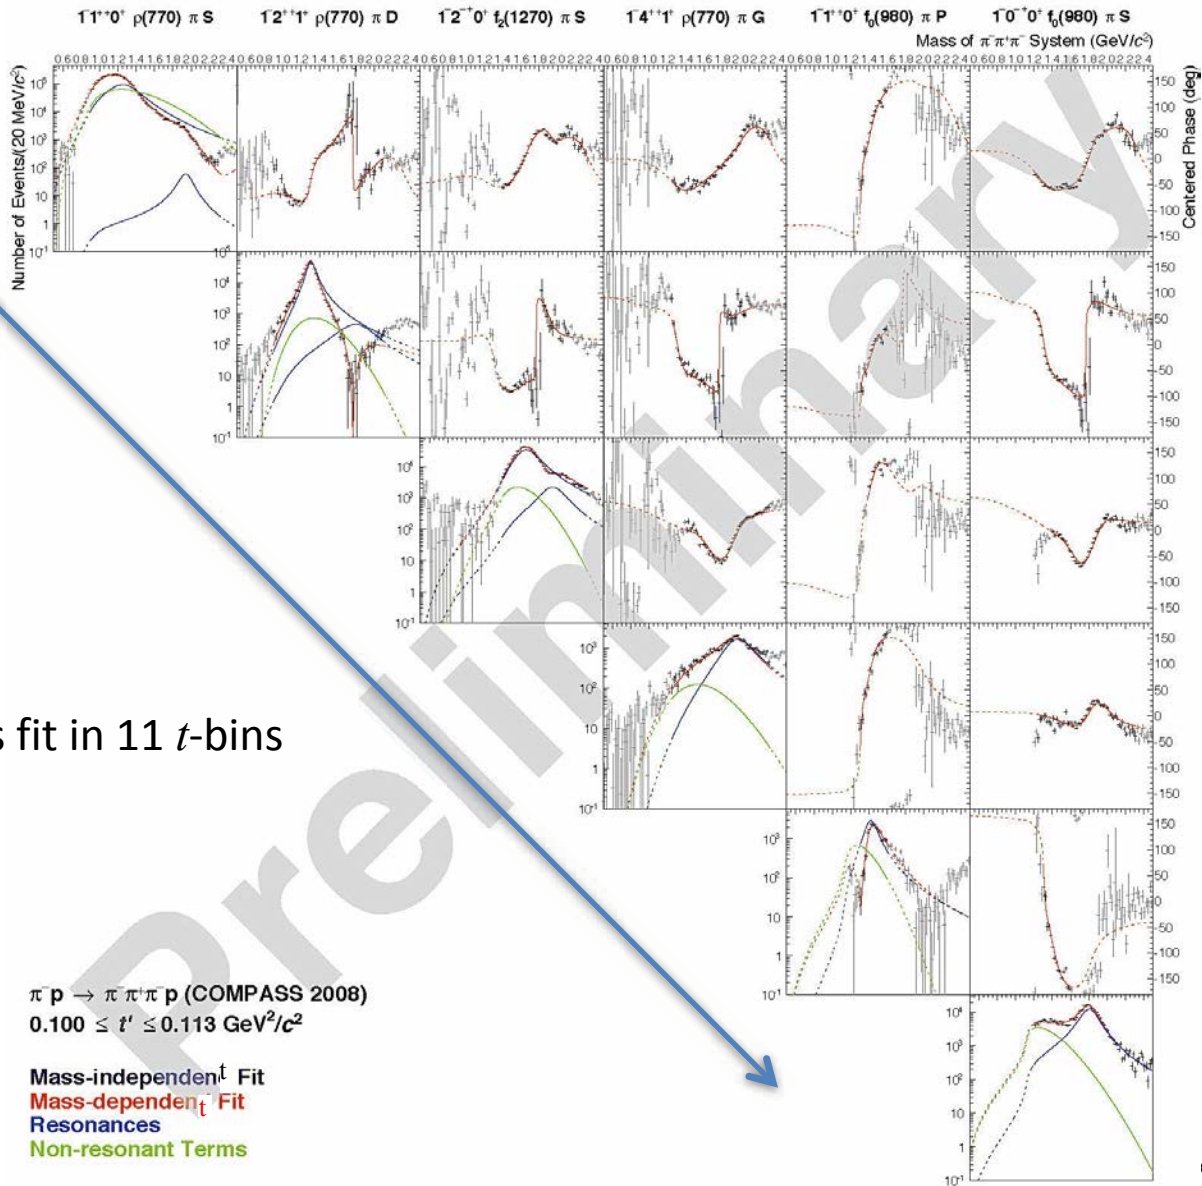 1⁻1⁺⁺0⁺ ρ(770) π S 1⁻2⁺⁺1⁺ ρ(770) π D 1⁻2⁻⁺0⁺ f₂(1270) π S 1⁻4⁺⁺1⁺ ρ(770) π G 1⁻1⁺⁺0⁺ f₀(980) π P 1⁻0⁻⁺0⁺ f₀(980) π S
Mass of π⁻π⁺π⁻ System (GeV/c²)
Number of Events/(20 MeV/c²)
Centered Phase (deg)
Preliminary
s fit in 11 t-bins
π⁻p → π⁻π⁺π⁻p (COMPASS 2008)
0.100 ≤ t' ≤ 0.113 GeV²/c²
Mass-independent Fit
Mass-dependent Fit
Resonances
Non-resonant Terms